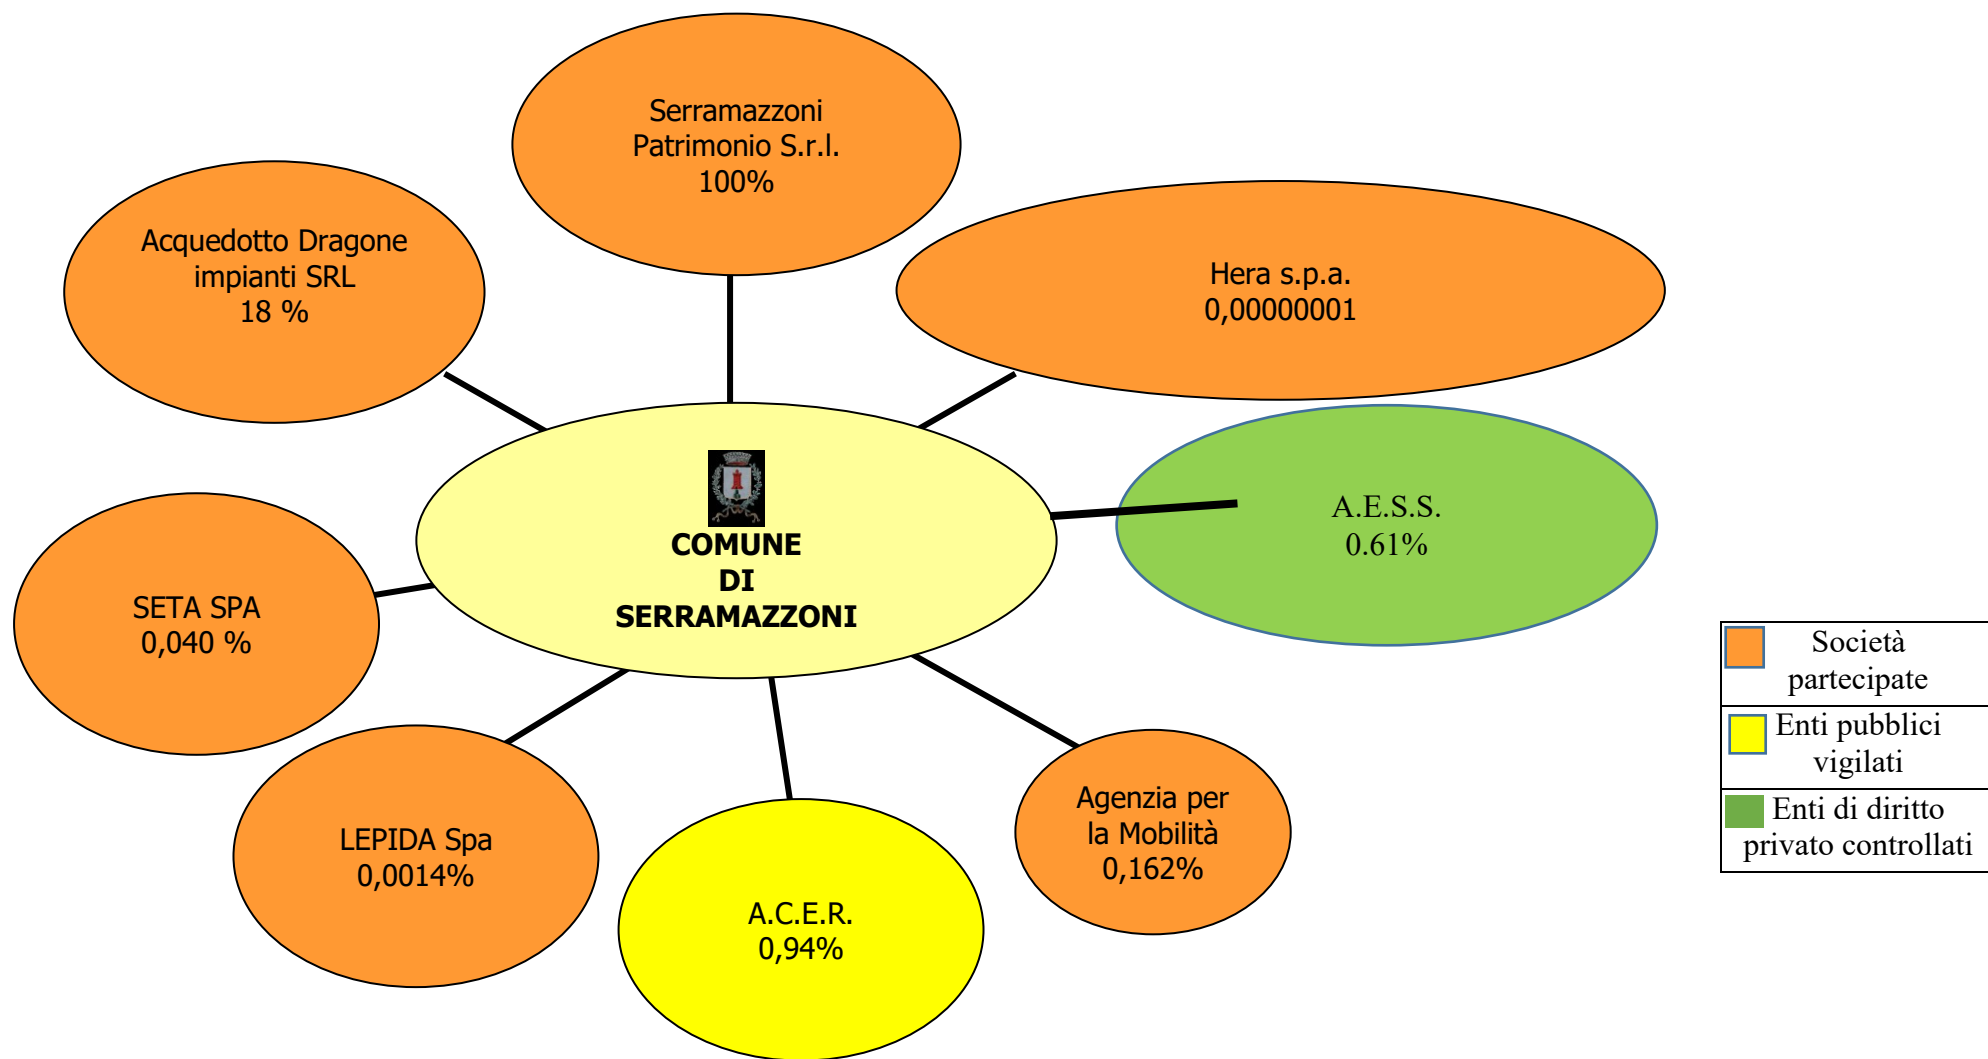 Serramazzoni
Patrimonio S.r.l.
100%
Acquedotto Dragone
impianti SRL
18 %
Hera s.p.a.
0,00000001
COMUNE
DI
SERRAMAZZONI
A.E.S.S.
0.61%
SETA SPA
0,040 %
LEPIDA Spa
0,0014%
A.C.E.R.
0,94%
Agenzia per
la Mobilità
0,162%
Società
partecipate
Enti pubblici
vigilati
Enti di diritto
privato controllati